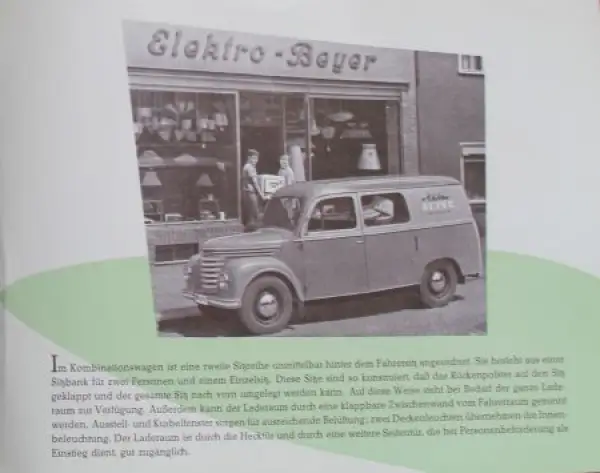 Elektro-Beyer
Elektro
BEYER
Im Kombinationswagen ist eine zweite Sitzreihe unmittelbar hinter dem Fahrersitz angeordnet. Sie besteht aus einer
Sitzbank für zwei Personen und einem Einzelsitz. Diese Sitze sind so konstruiert, daß das Rückenpolster auf den Sitz
geklappt und der gesamte Sitz nach vorn umgelegt werden kann. Auf diese Weise steht bei Bedarf der ganze Lade-
raum zur Verfügung. Außerdem kann der Laderaum durch eine klappbare Zwischenwand vom Fahrerraum getrennt
werden. Ausstell- und Kurbelfenster sorgen für ausreichende Belüftung; zwei Deckenleuchten übernehmen die Innen-
beleuchtung. Der Laderaum ist durch die Hecktür und durch eine weitere Seitentür, die bei Personenbeförderung als
Einstieg dient, gut zugänglich.